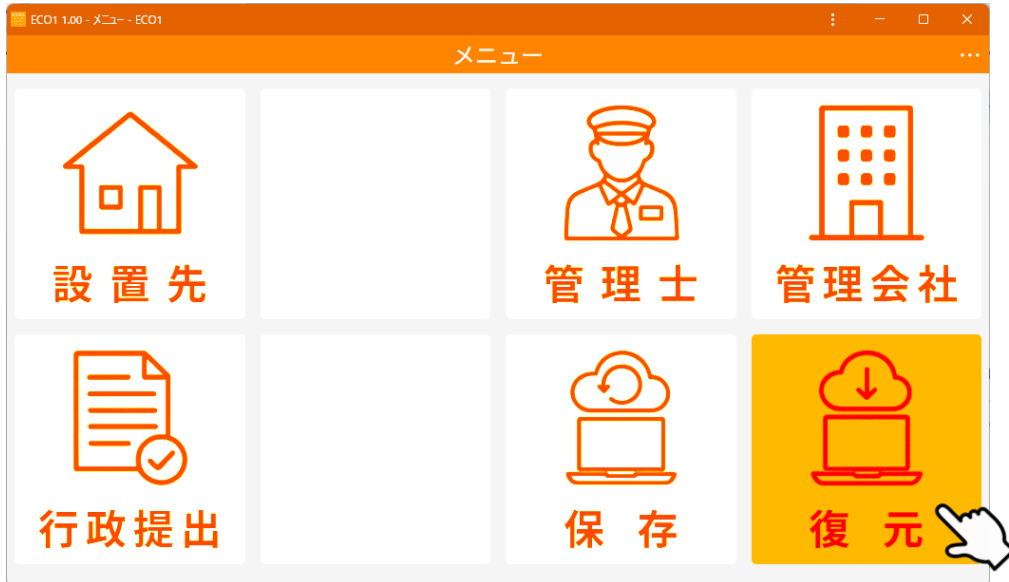 ECO1 1.00 - メニュー - ECO1
メニュー
設置先
管理士
管理会社
行政提出
保存
復元